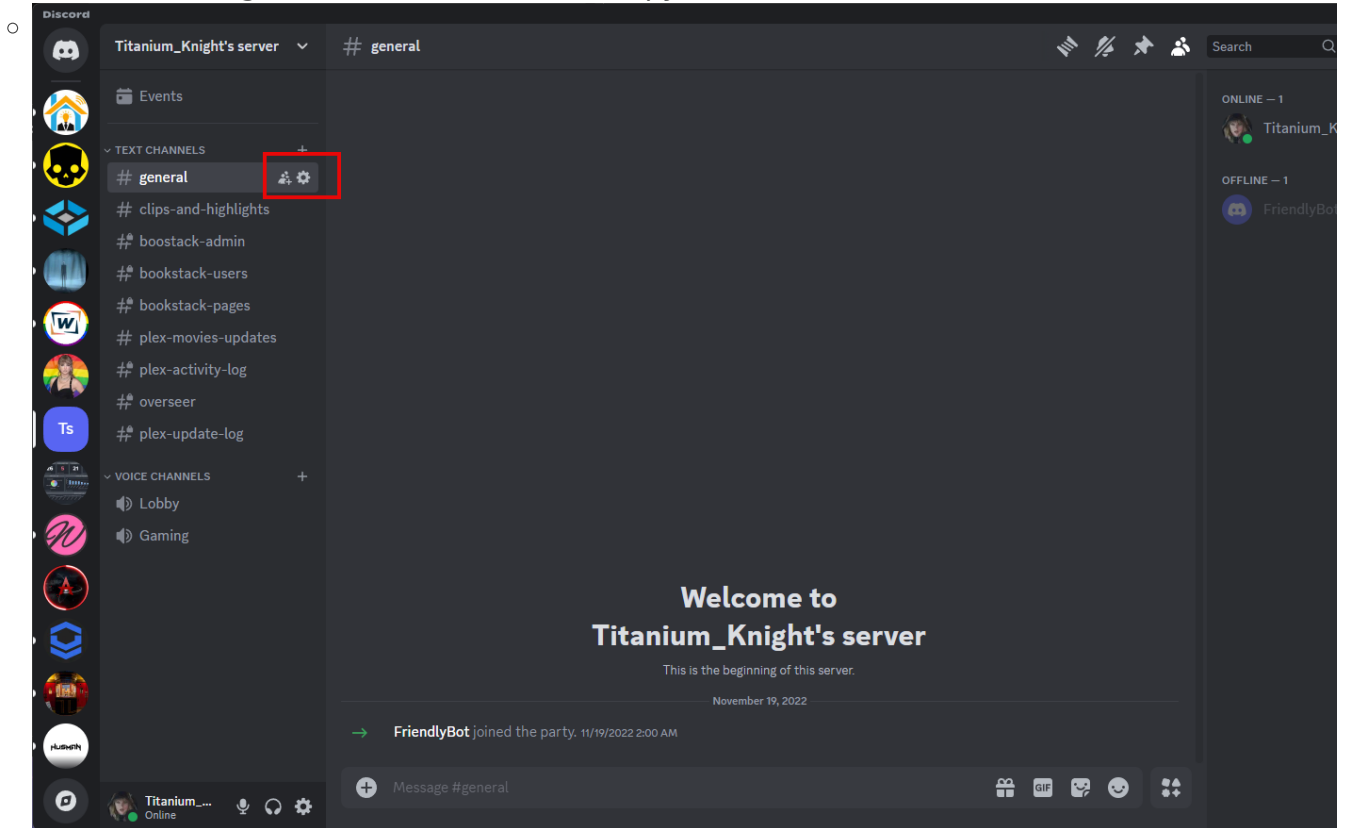 Discord
Titanium_Knight's server
# general
Search
Events
ONLINE — 1
Titanium_K
TEXT CHANNELS
# general
OFFLINE — 1
FriendlyBot
# clips-and-highlights
# boostack-admin
# bookstack-users
# bookstack-pages
# plex-movies-updates
# plex-activity-log
# overseer
# plex-update-log
Ts
W
VOICE CHANNELS
Lobby
Gaming
Welcome to
Titanium_Knight's server
This is the beginning of this server.
November 19, 2022
FriendlyBot joined the party. 11/19/2022 2:00 AM
Message #general
GIF
Titanium_...
Online